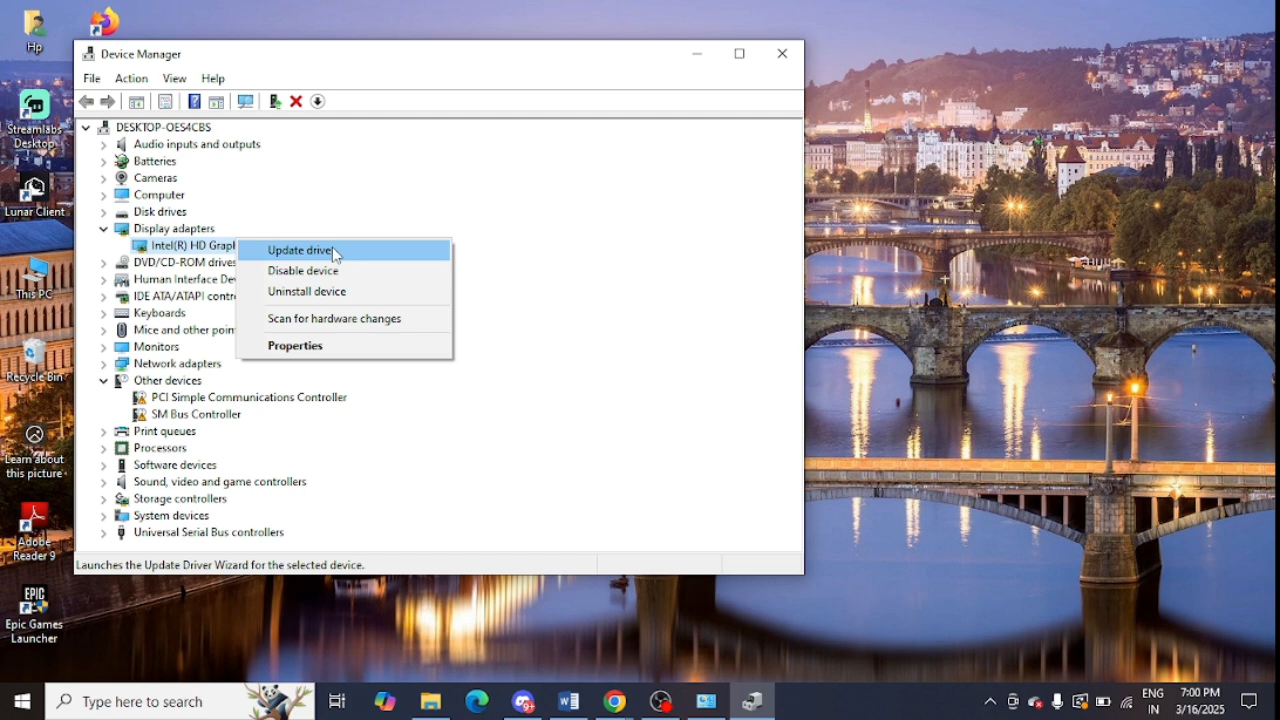 Hp
Streamlabs
Desktop
Lunar Client
This PC
Recycle Bin
Learn about
this picture
Adobe
Reader 9
EPIC
GAMES
Epic Games
Launcher
Device Manager
File Action View Help
DESKTOP-OES4CBS
Audio inputs and outputs
Batteries
Cameras
Computer
Disk drives
Display adapters
Intel(R) HD Graph
DVD/CD-ROM drives
Human Interface Dev
IDE ATA/ATAPI contro
Keyboards
Mice and other poin
Monitors
Network adapters
Other devices
PCI Simple Communications Controller
SM Bus Controller
Print queues
Processors
Software devices
Sound, video and game controllers
Storage controllers
System devices
Universal Serial Bus controllers
Update driver
Disable device
Uninstall device
Scan for hardware changes
Properties
Launches the Update Driver Wizard for the selected device.
Type here to search
9+
W
ENG
IN
7:00 PM
3/16/2025